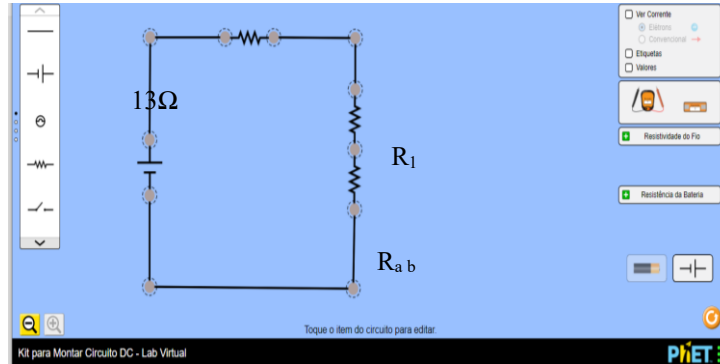 Ver Corrente
Elétrons
Convencional
Etiquetas
Valores
13Ω
R₁
Resistividade do Fio
Resistência da Bateria
Rₐ b
Toque o item do circuito para editar.
Kit para Montar Circuito DC - Lab Virtual
PhET